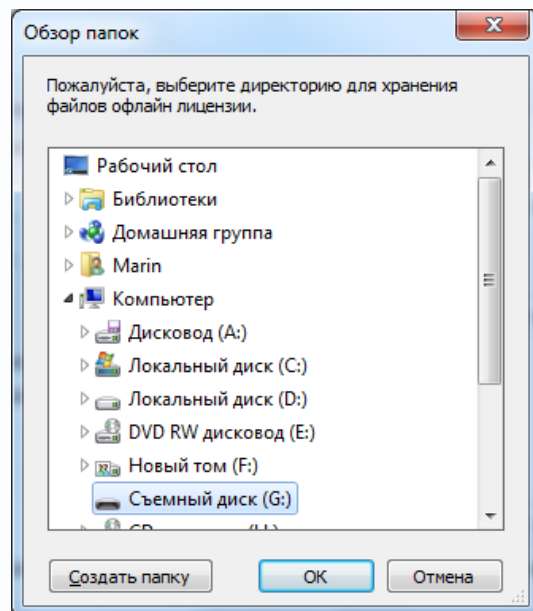 Обзор папок
Пожалуйста, выберите директорию для хранения
файлов офлайн лицензии.
Рабочий стол
Библиотеки
Домашняя группа
Marin
Компьютер
Дисковод (A:)
Локальный диск (C:)
Локальный диск (D:)
DVD RW дисковод (E:)
Новый том (F:)
Съемный диск (G:)
Создать папку
ОК
Отмена